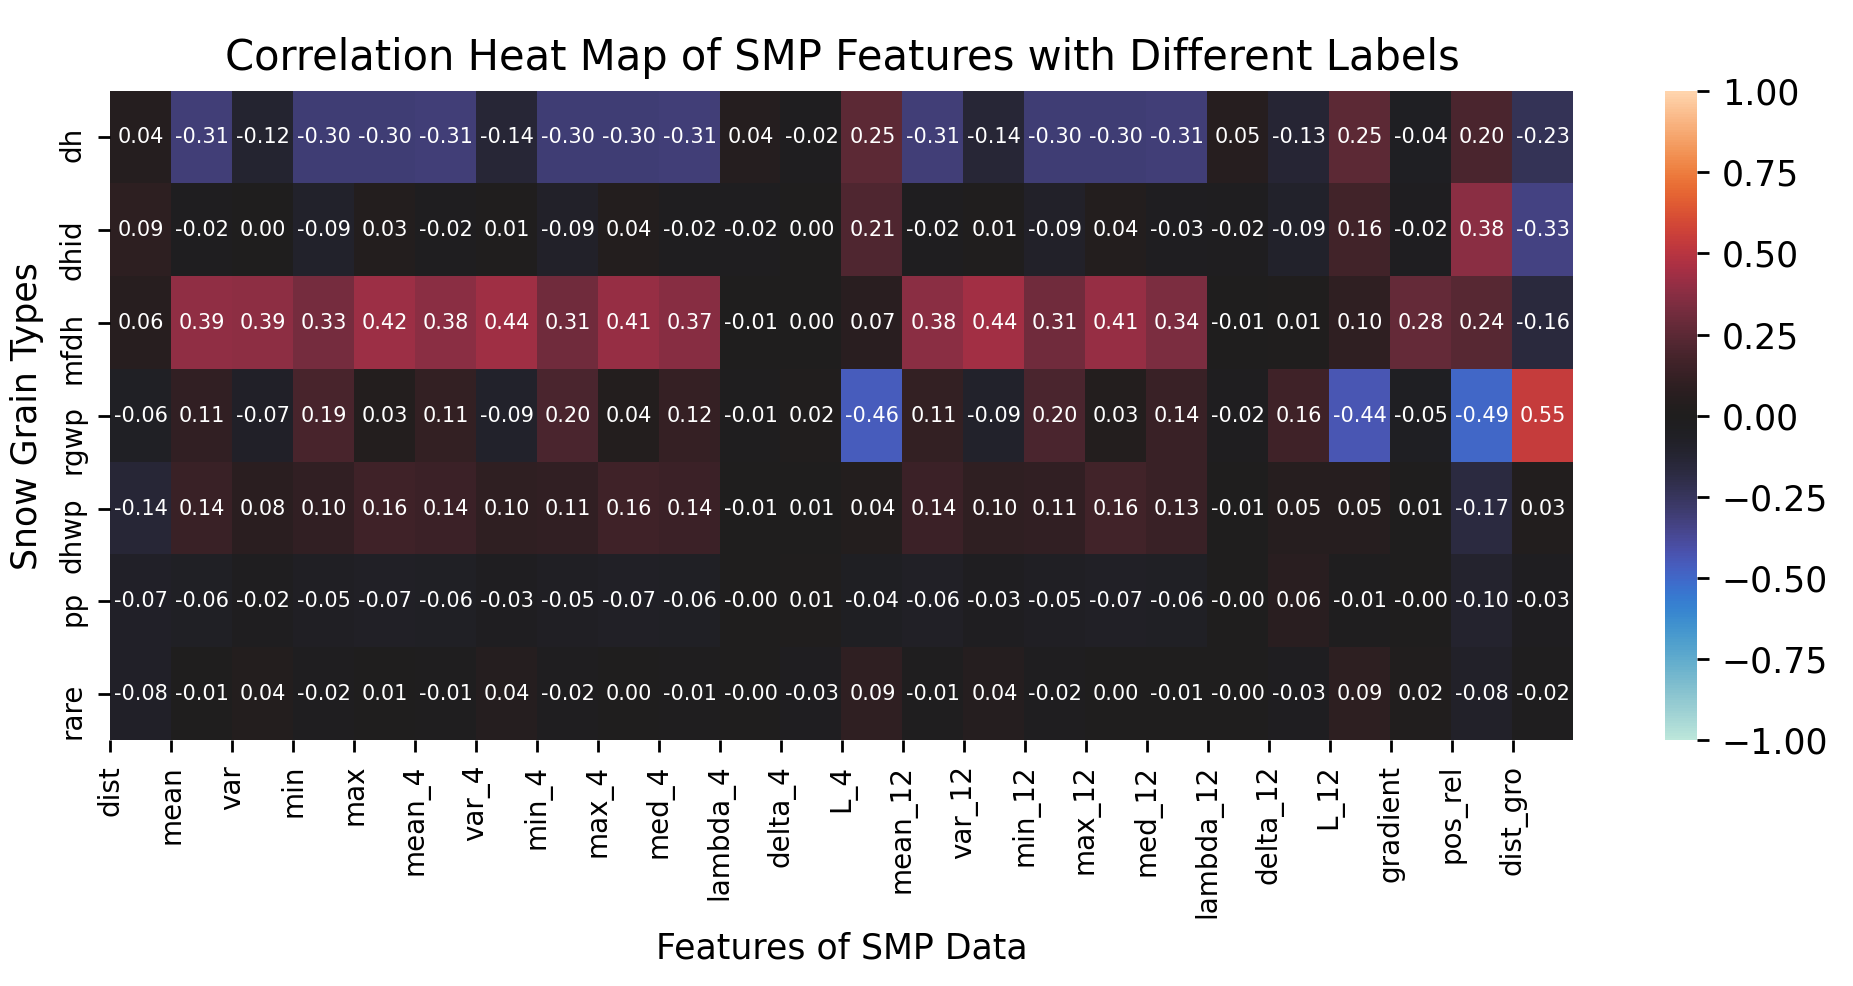 Correlation Heat Map of SMP Features with Different Labels
Snow Grain Types
dh 0.04 -0.31 -0.12 -0.30 -0.30 -0.31 -0.14 -0.30 -0.30 -0.31 0.04 -0.02 0.25 -0.31 -0.14 -0.30 -0.30 -0.31 0.05 -0.13 0.25 -0.04 0.20 -0.23
dhid 0.09 -0.02 0.00 -0.09 0.03 -0.02 0.01 -0.09 0.04 -0.02 -0.02 0.00 0.21 -0.02 0.01 -0.09 0.04 -0.03 -0.02 -0.09 0.16 -0.02 0.38 -0.33
mfdh 0.06 0.39 0.39 0.33 0.42 0.38 0.44 0.31 0.41 0.37 -0.01 0.00 0.07 0.38 0.44 0.31 0.41 0.34 -0.01 0.01 0.10 0.28 0.24 -0.16
rgwp -0.06 0.11 -0.07 0.19 0.03 0.11 -0.09 0.20 0.04 0.12 -0.01 0.02 -0.46 0.11 -0.09 0.20 0.03 0.14 -0.02 0.16 -0.44 -0.05 -0.49 0.55
dhwp -0.14 0.14 0.08 0.10 0.16 0.14 0.10 0.11 0.16 0.14 -0.01 0.01 0.04 0.14 0.10 0.11 0.16 0.13 -0.01 0.05 0.05 0.01 -0.17 0.03
pp -0.07 -0.06 -0.02 -0.05 -0.07 -0.06 -0.03 -0.05 -0.07 -0.06 -0.00 0.01 -0.04 -0.06 -0.03 -0.05 -0.07 -0.06 -0.00 0.06 -0.01 -0.00 -0.10 -0.03
rare -0.08 -0.01 0.04 -0.02 0.01 -0.01 0.04 -0.02 0.00 -0.01 -0.00 -0.03 0.09 -0.01 0.04 -0.02 0.00 -0.01 -0.00 -0.03 0.09 0.02 -0.08 -0.02
dist mean var min max mean_4 var_4 min_4 max_4 med_4 lambda_4 delta_4 L_4 mean_12 var_12 min_12 max_12 med_12 lambda_12 delta_12 L_12 gradient pos_rel dist_gro
Features of SMP Data
1.00
0.75
0.50
0.25
0.00
−0.25
−0.50
−0.75
−1.00